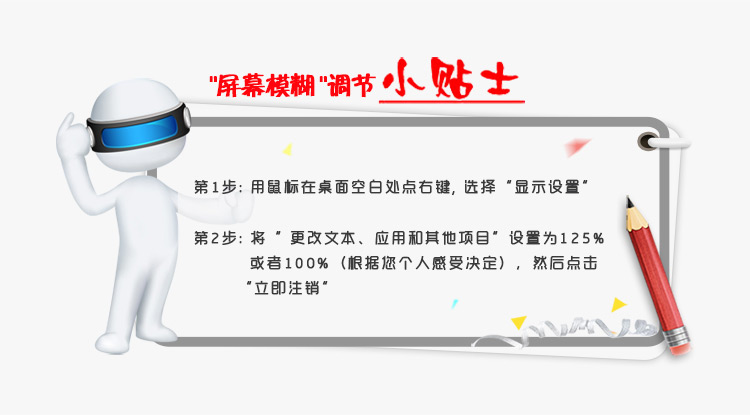 "屏幕模糊"调节小贴士
第1步: 用鼠标在桌面空白处点右键, 选择 "显示设置"
第2步: 将 " 更改文本、应用和其他项目" 设置为125%
或者100% (根据您个人感受决定) , 然后点击
"立即注销"